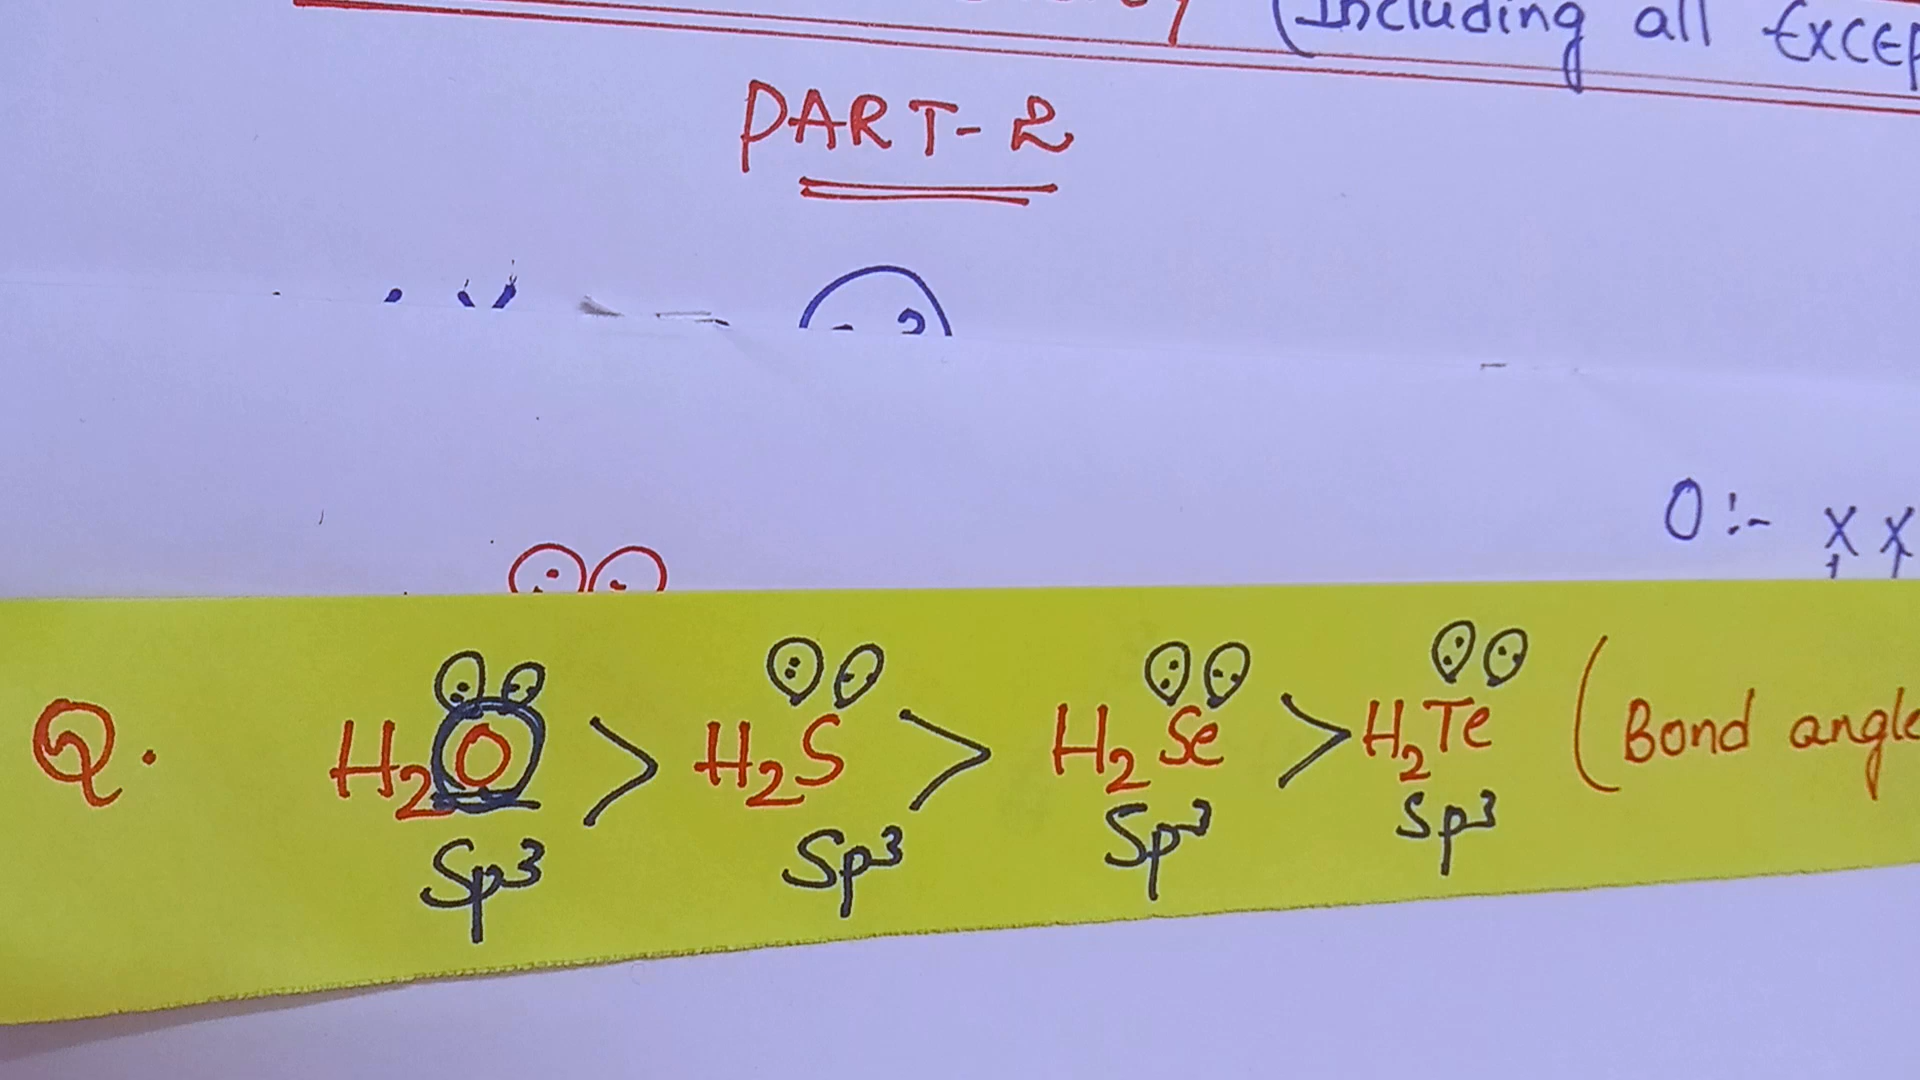 (Including all EXCEP
PART-2
O:- X X
Q. H2O > H2S > H2Se > H2Te (Bond angle
Sp3 Sp3 Sp3 Sp3